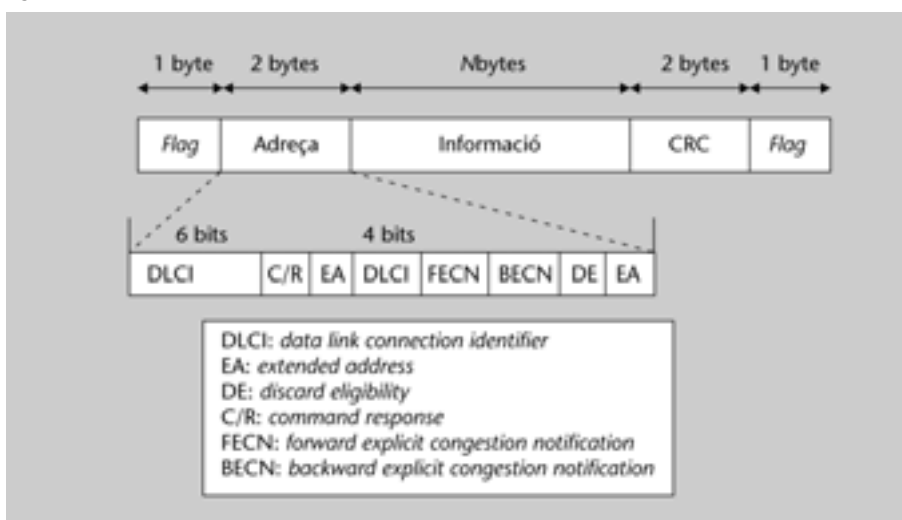 1 byte 2 bytes Nbytes 2 bytes 1 byte
Flag Adreça Informació CRC Flag
6 bits 4 bits
DLCI C/R EA DLCI FECN BECN DE EA
DLCI: data link connection identifier
EA: extended address
DE: discard eligibility
C/R: command response
FECN: forward explicit congestion notification
BECN: backward explicit congestion notification